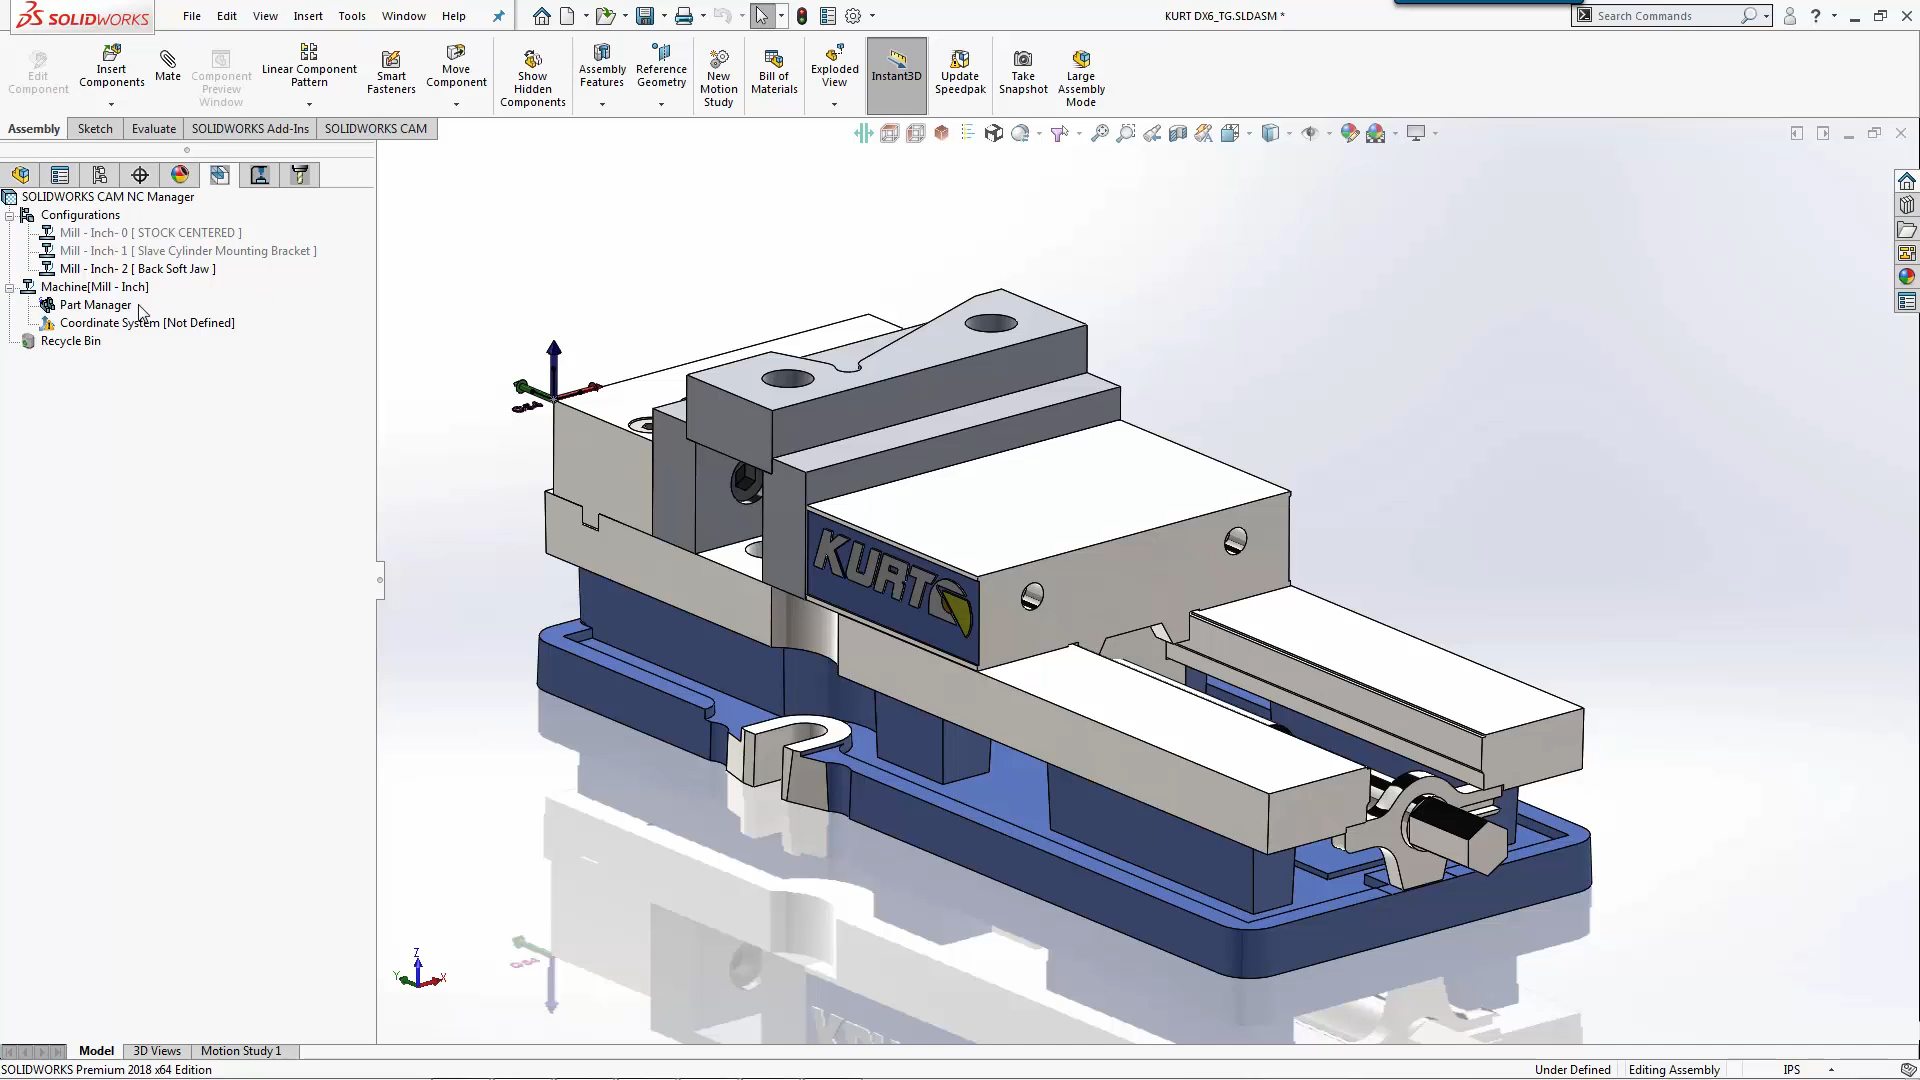 SOLIDWORKS
File Edit View Insert Tools Window Help
KURT DX6_TG.SLDASM *
Search Commands
Edit Component
Insert Components
Mate
Component Preview Window
Linear Component Pattern
Smart Fasteners
Move Component
Show Hidden Components
Assembly Features
Reference Geometry
New Motion Study
Bill of Materials
Exploded View
Instant3D
Update Speedpak
Take Snapshot
Large Assembly Mode
Assembly Sketch Evaluate SOLIDWORKS Add-Ins SOLIDWORKS CAM
SOLIDWORKS CAM NC Manager
Configurations
Mill - Inch- 0 [ STOCK CENTERED ]
Mill - Inch- 1 [ Slave Cylinder Mounting Bracket ]
Mill - Inch- 2 [ Back Soft Jaw ]
Machine[Mill - Inch]
Part Manager
Coordinate System [Not Defined]
Recycle Bin
KURT
Z
Y
X
Model 3D Views Motion Study 1
SOLIDWORKS Premium 2018 x64 Edition
Under Defined Editing Assembly IPS